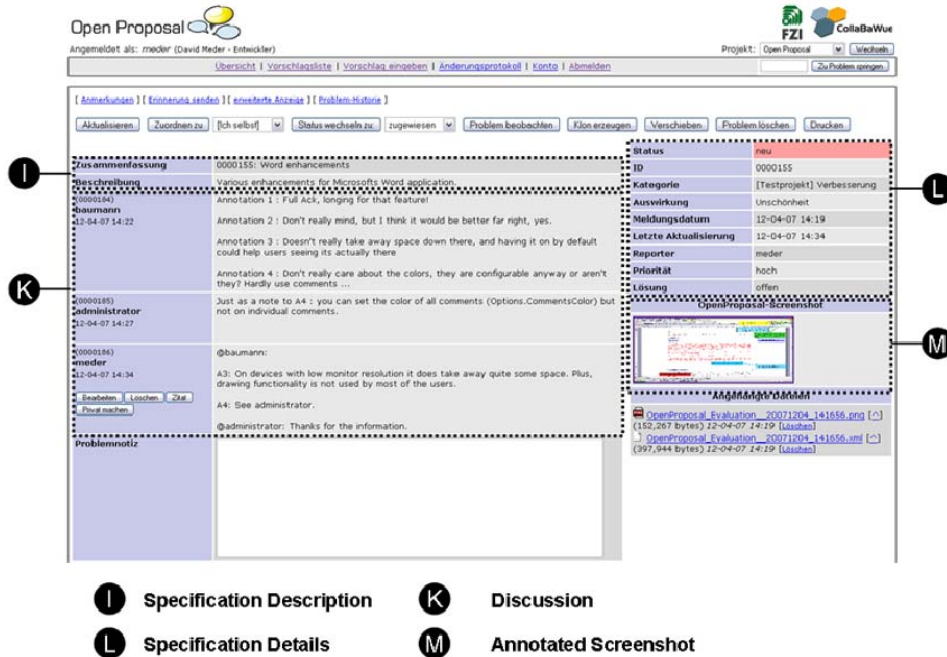 Open Proposal
FZI
CollaBaWue
Angemeldet als: meder (David Meder - Entwickler)
Projekt: Open Proposal Wechseln
Übersicht | Vorschlagsliste | Vorschlag eingeben | Änderungsprotokoll | Konto | Abmelden
Zu Problem springen
[ Anmerkungen ] [ Erinnerung senden ] [ erweiterte Anzeige ] [ Problem-Historie ]
Aktualisieren Zuordnen zu [Ich selbst] Status wechseln zu: zugewiesen Problem beobachten Klon erzeugen Verschieben Problem löschen Drucken
I
Zusammenfassung 0000155: Word enhancements
Beschreibung Various enhancements for Microsofts Word application.
K
(0000184)
baumann
12-04-07 14:22
Annotation 1 : Full Ack, longing for that feature!
Annotation 2 : Don't really mind, but I think it would be better far right, yes.
Annotation 3 : Doesn't really take away space down there, and having it on by default
could help users seeing its actually there
Annotation 4 : Don't really care about the colors, they are configurable anyway or aren't
they? Hardly use comments ...
(0000185)
administrator
12-04-07 14:27
Just as a note to A4 : you can set the color of all comments (Options.CommentsColor) but
not on individual comments.
(0000186)
meder
12-04-07 14:34
Bearbeiten Löschen Zitat
Privat machen
@baumann:
A3: On devices with low monitor resolution it does take away quite some space. Plus,
drawing functionality is not used by most of the users.
A4: See administrator.
@administrator: Thanks for the information.
Problemnotiz
L
Status neu
ID 0000155
Kategorie [Testprojekt] Verbesserung
Auswirkung Unschönheit
Meldungsdatum 12-04-07 14:19
Letzte Aktualisierung 12-04-07 14:34
Reporter meder
Priorität hoch
Lösung offen
M
OpenProposal-Screenshot
Angehängte Dateien
OpenProposal_Evaluation__20071204_141656.png [^]
(152,267 bytes) 12-04-07 14:19 [Löschen]
OpenProposal_Evaluation__20071204_141656.xml [^]
(397,944 bytes) 12-04-07 14:19 [Löschen]
I Specification Description
K Discussion
L Specification Details
M Annotated Screenshot